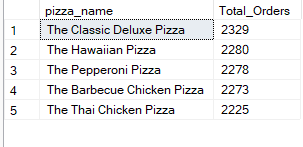 pizza_name Total_Orders
1 The Classic Deluxe Pizza 2329
2 The Hawaiian Pizza 2280
3 The Pepperoni Pizza 2278
4 The Barbecue Chicken Pizza 2273
5 The Thai Chicken Pizza 2225